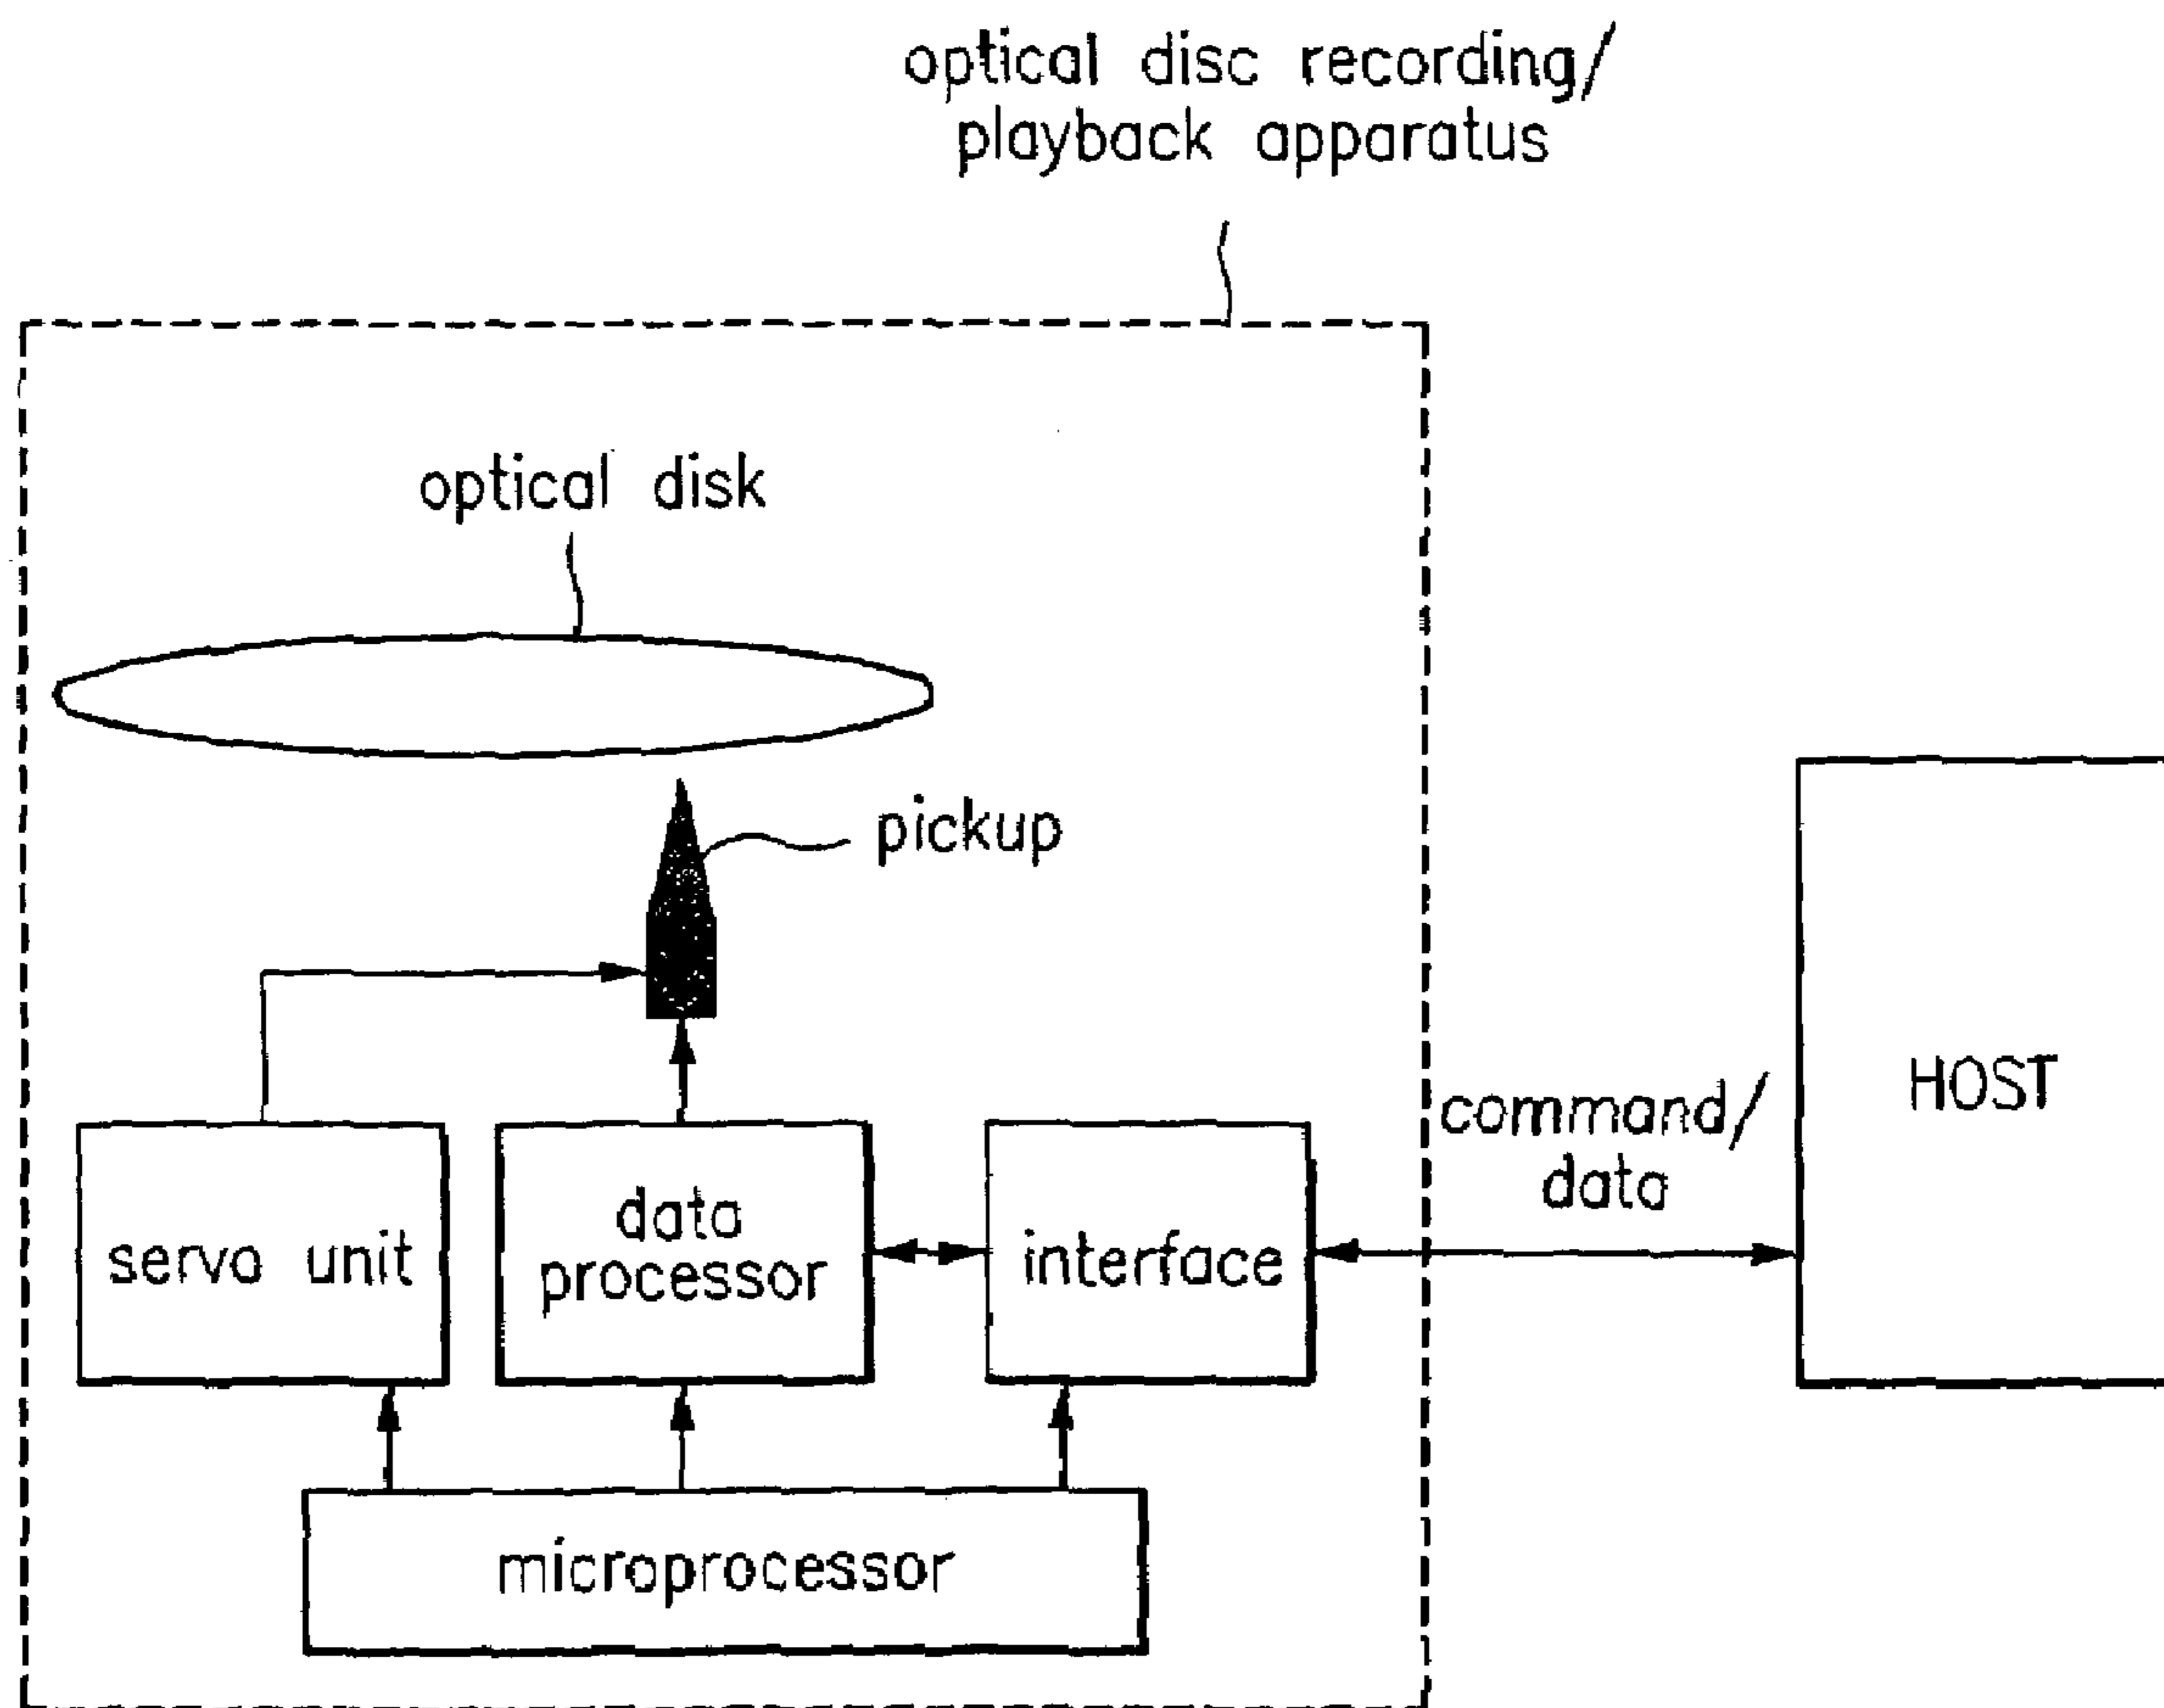 optical disc recording/
playback apparatus
optical disk
pickup
HOST
command/
data
servo unit
data
processor
interface
microprocessor